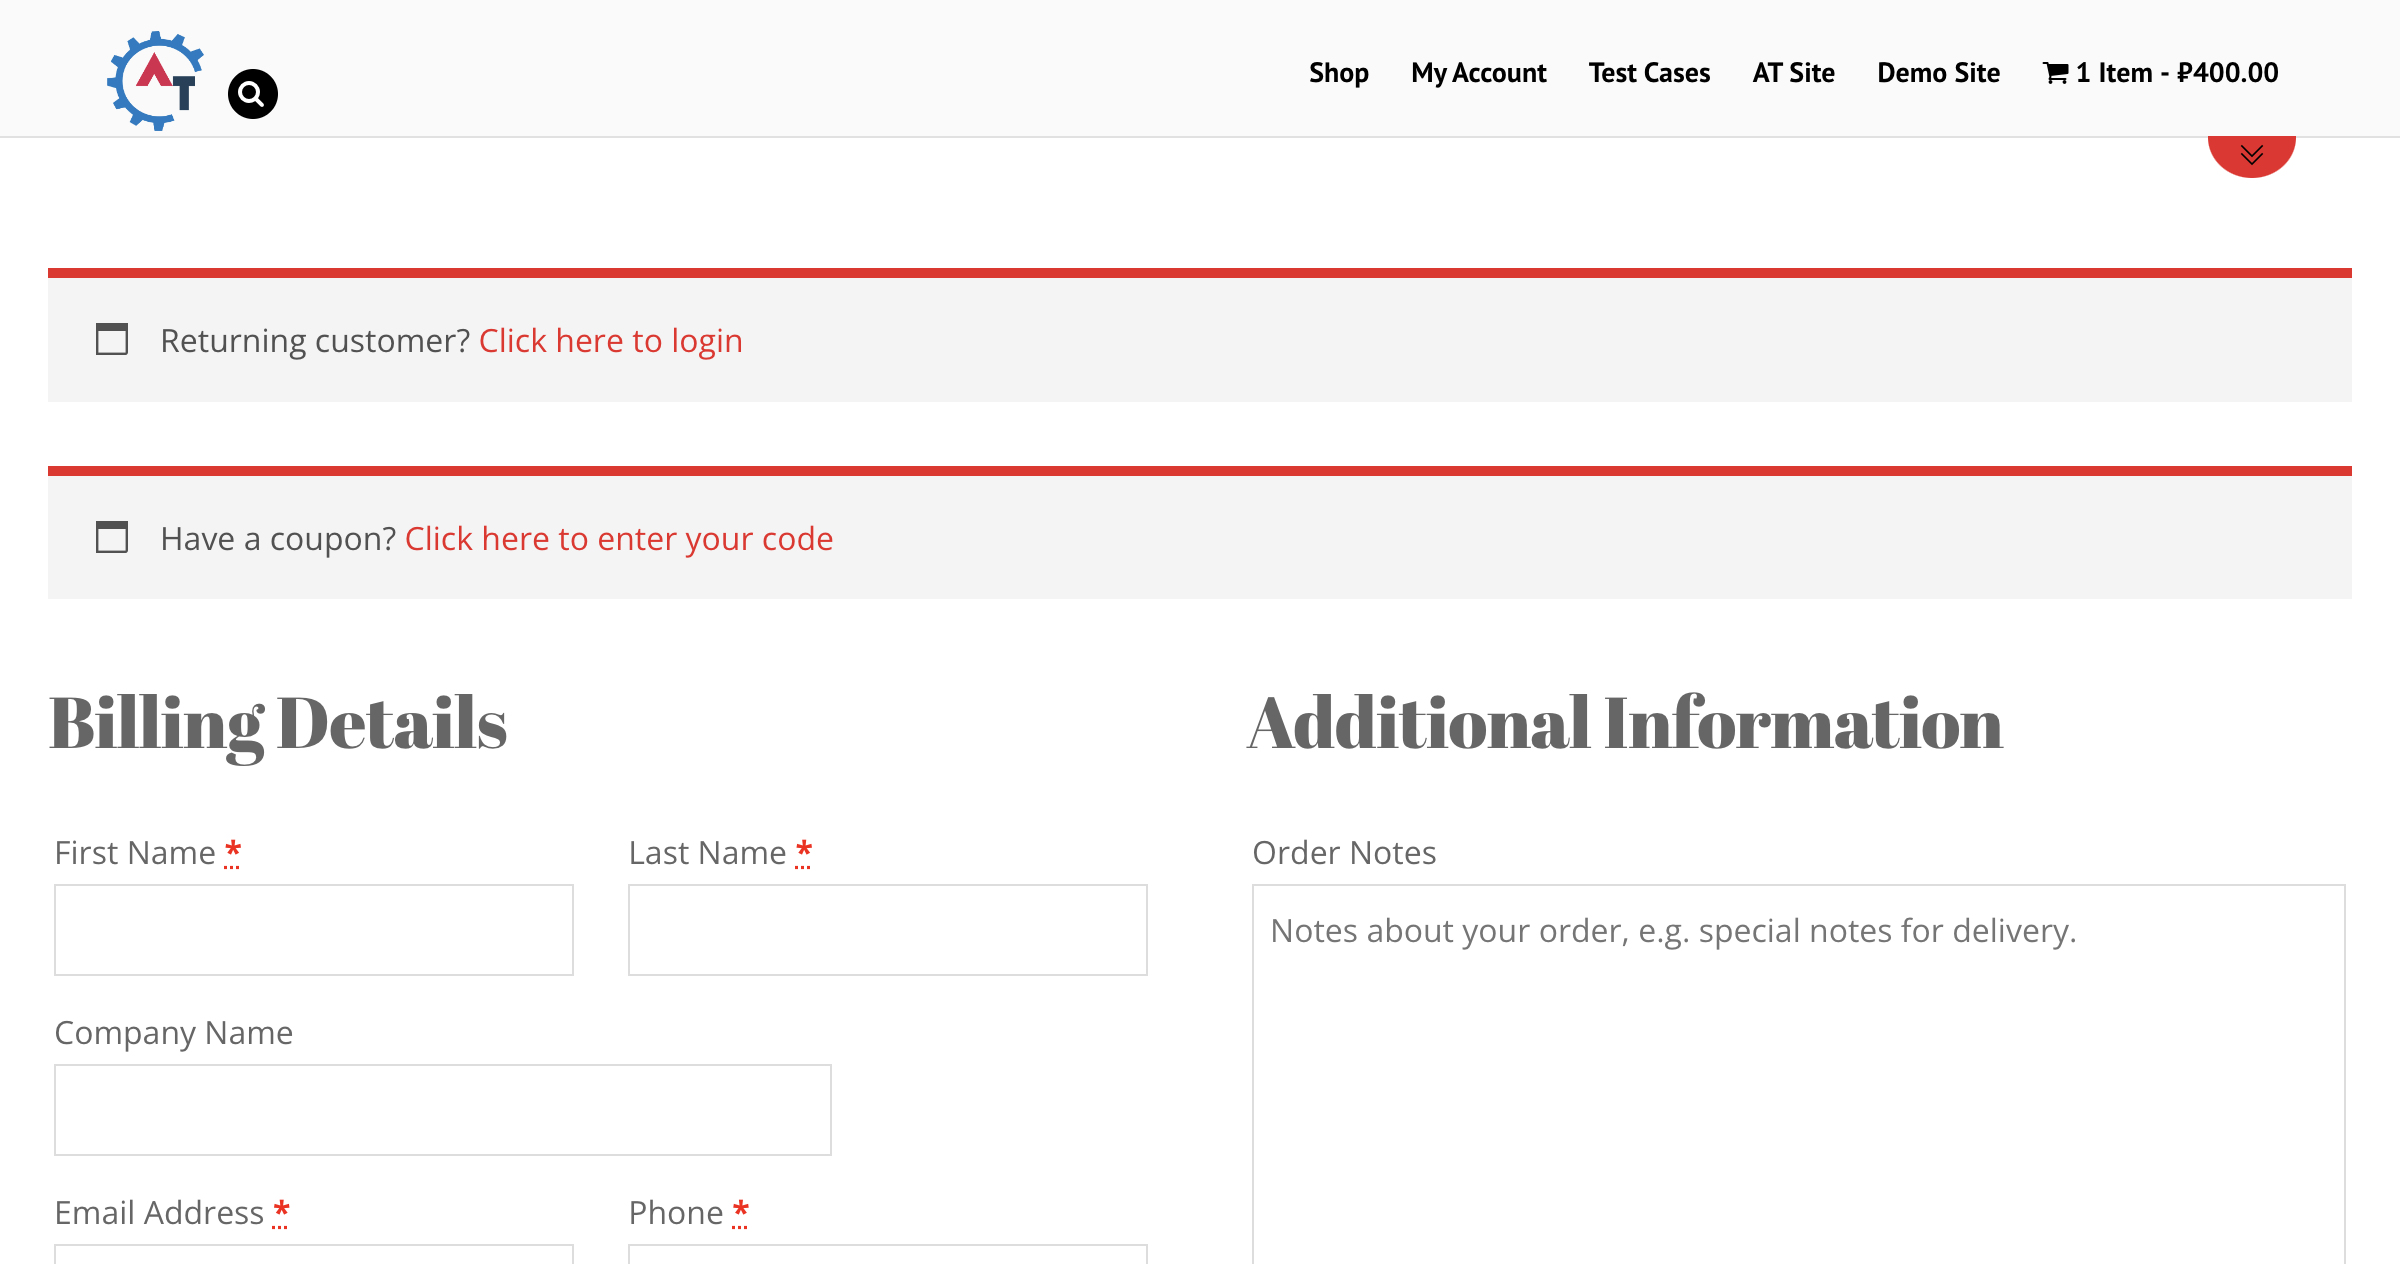 AT
Shop My Account Test Cases AT Site Demo Site 1 Item - ₽400.00
Returning customer? Click here to login
Have a coupon? Click here to enter your code
Billing Details
Additional Information
First Name *
Last Name *
Order Notes
Notes about your order, e.g. special notes for delivery.
Company Name
Email Address *
Phone *